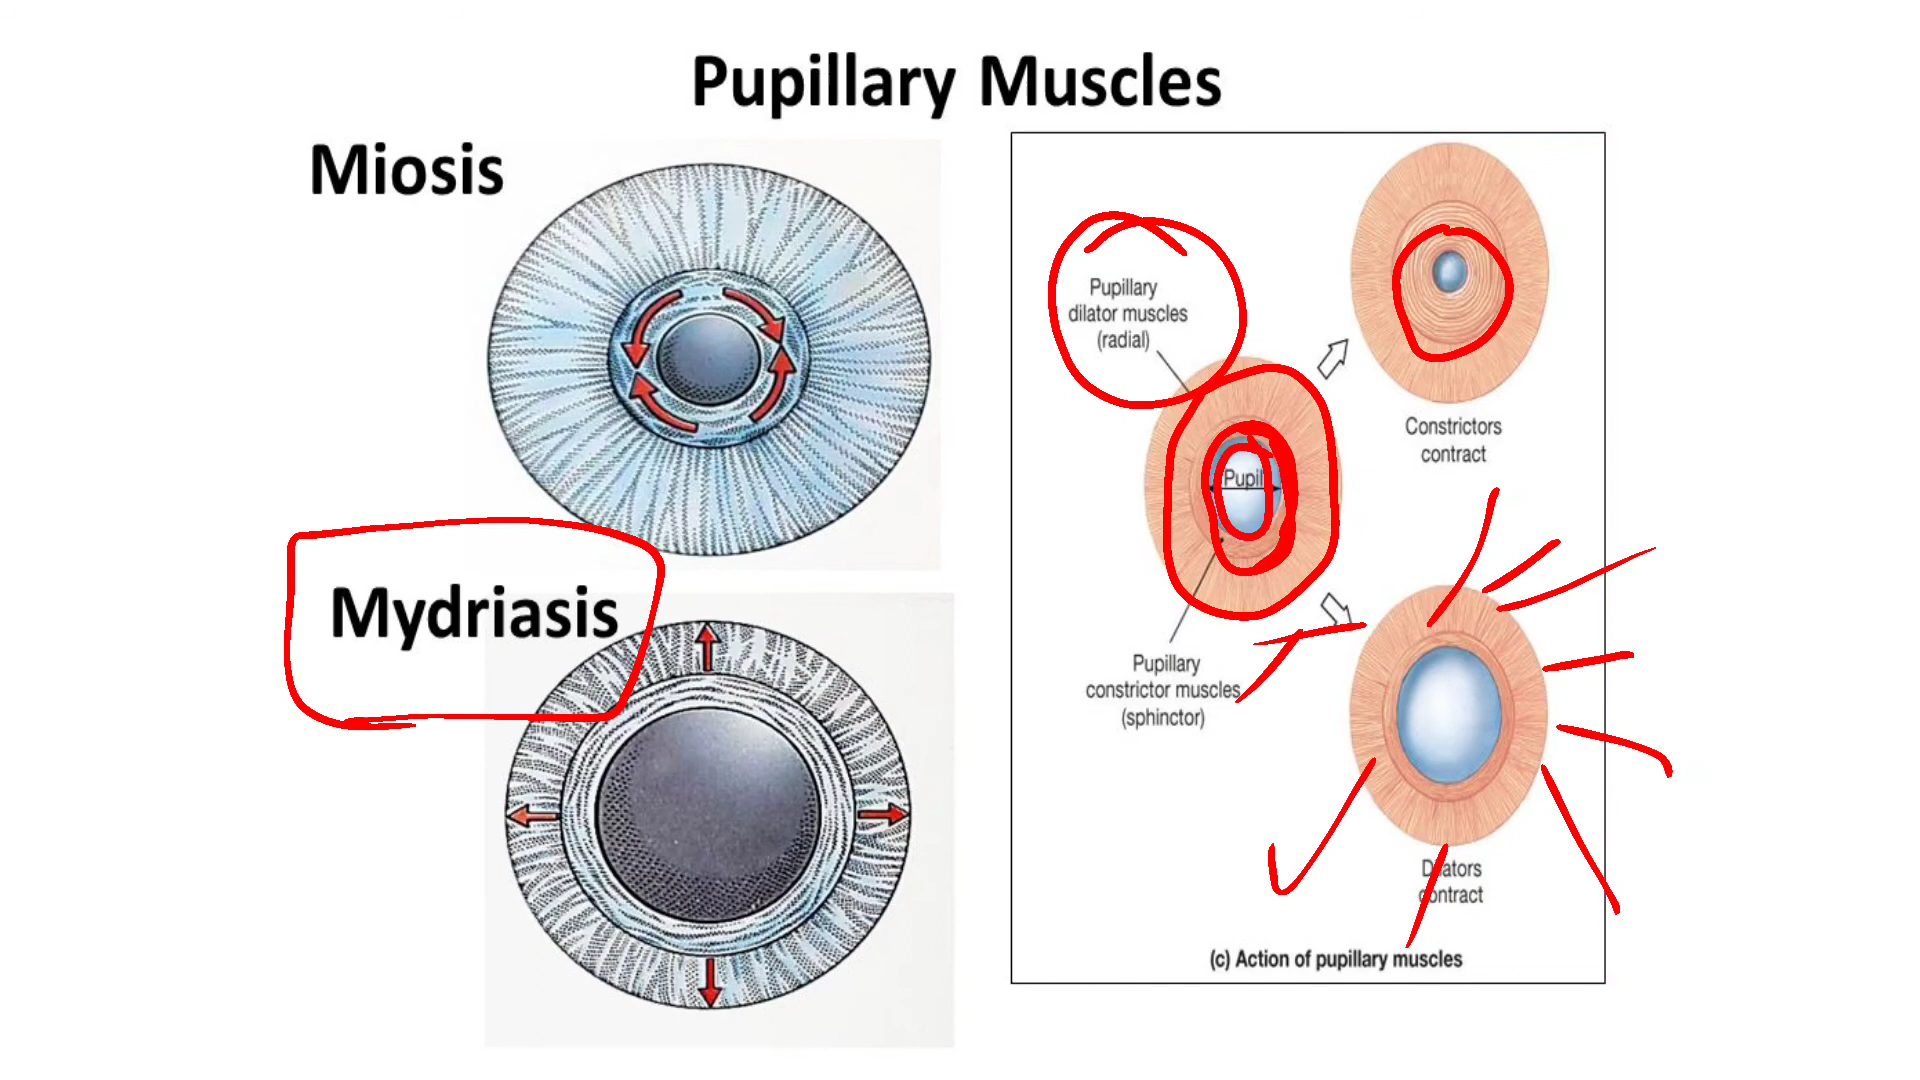 Pupillary Muscles
Miosis
Mydriasis
Pupillary
dilator muscles
(radial)
Pupil
Pupillary
constrictor muscles
(sphinctor)
Constrictors
contract
Dilators
contract
(c) Action of pupillary muscles